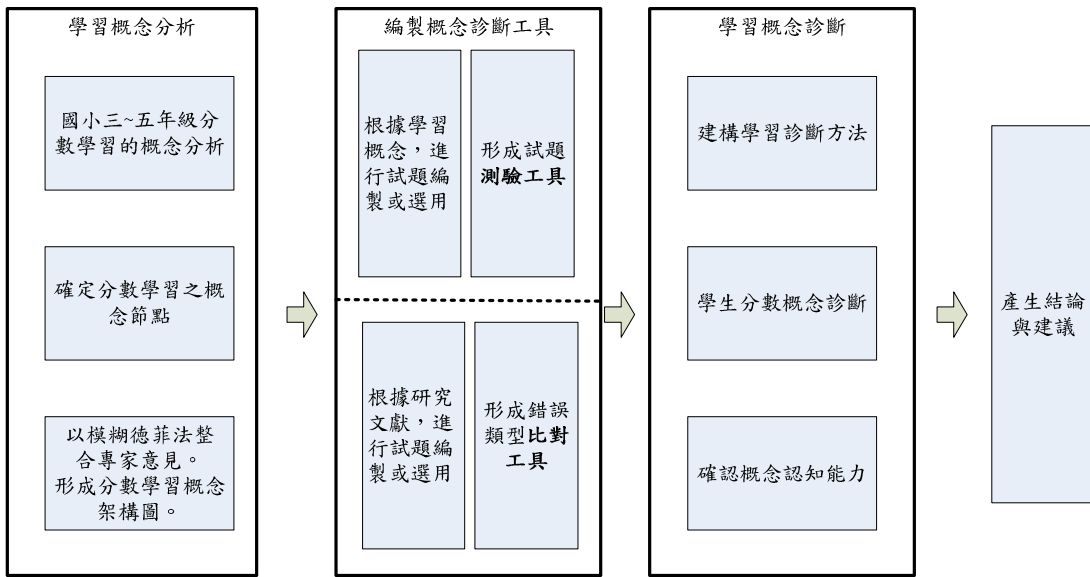 學習概念分析
國小三~五年級分
數學習的概念分析
確定分數學習之概
念節點
以模糊德菲法整
合專家意見。
形成分數學習概念
架構圖。
編製概念診斷工具
根據學習
概念，進
行試題編
製或選用
形成試題
測驗工具
根據研究
文獻，進
行試題編
製或選用
形成錯誤
類型比對
工具
學習概念診斷
建構學習診斷方法
學生分數概念診斷
確認概念認知能力
產生結論
與建議